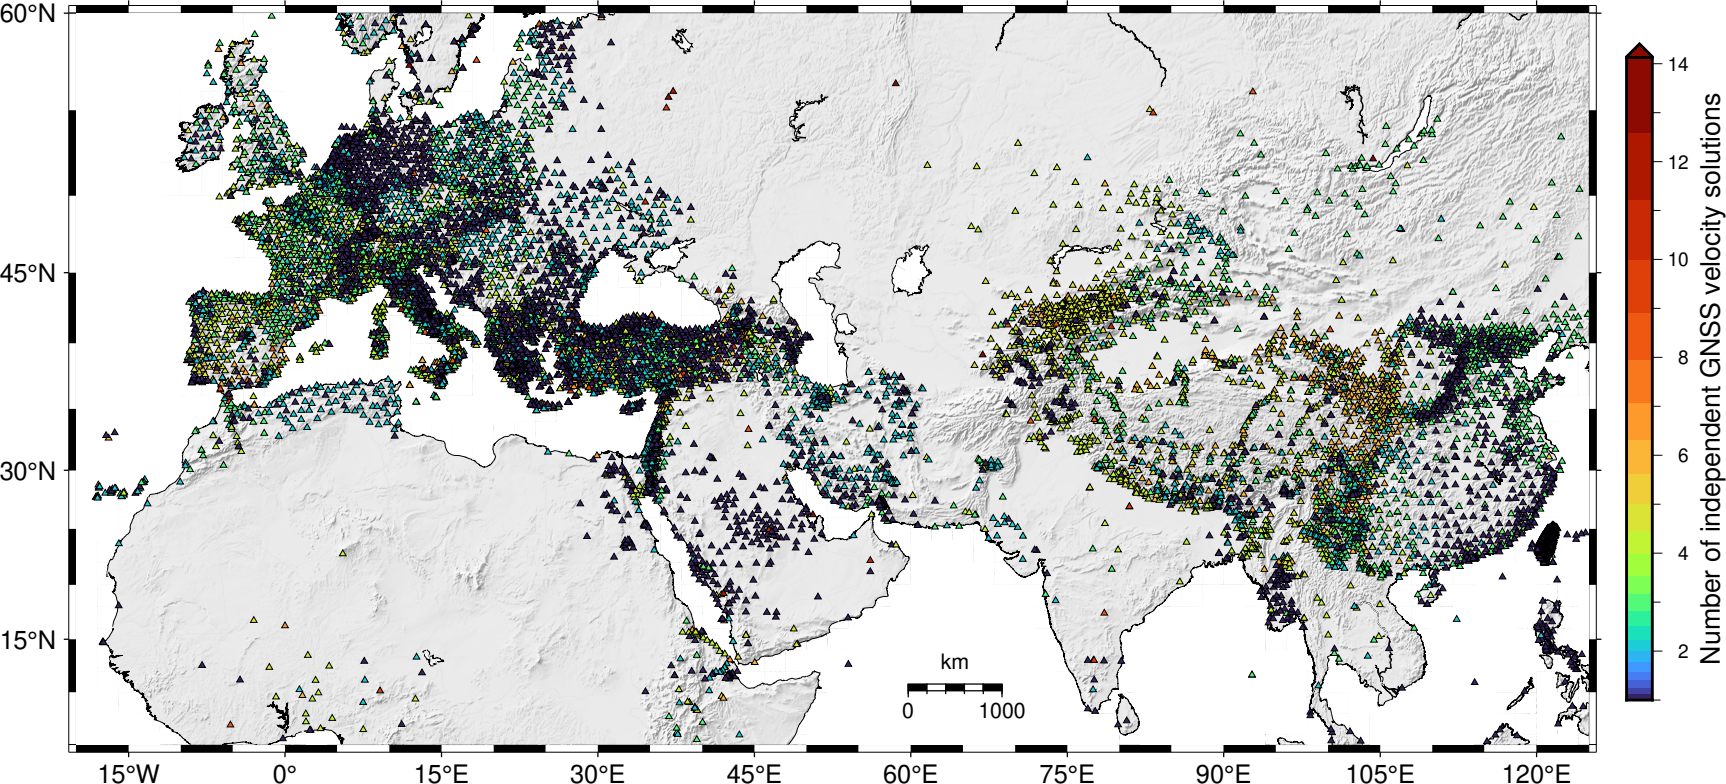 60°N
45°N
30°N
15°N
15°W
0°
15°E
30°E
45°E
60°E
75°E
90°E
105°E
120°E
km
0
1000
14
12
10
8
6
4
2
Number of independent GNSS velocity solutions